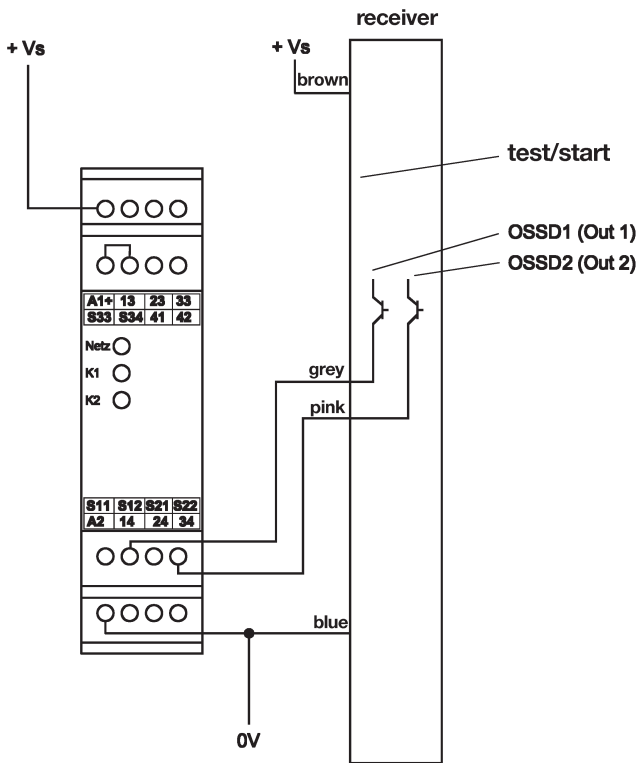 receiver
+ Vs
+ Vs
brown
test/start
OSSD1 (Out 1)
OSSD2 (Out 2)
A1+ 13 23 33
S33 S34 41 42
Netz
K1
K2
grey
pink
S11 S12 S21 S22
A2 14 24 34
blue
0V